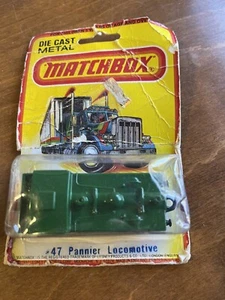 DIE CAST
METAL
MATCHBOX
#47 Pannier Locomotive